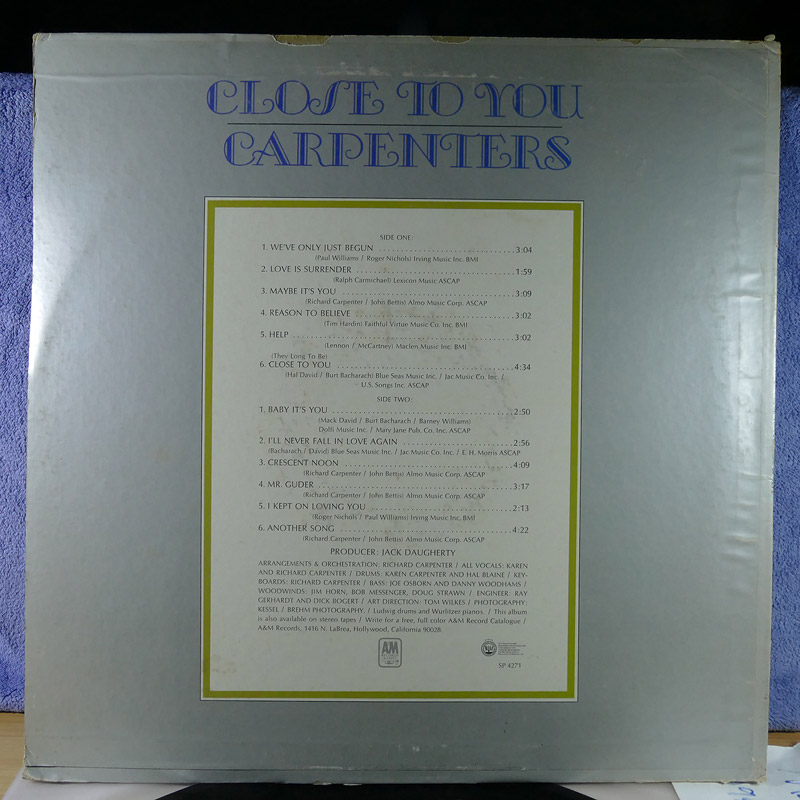 CLOSE TO YOU
CARPENTERS
SIDE ONE:
1. WE'VE ONLY JUST BEGUN ........................ 3:04
(Paul Williams / Roger Nichols) Irving Music Inc. BMI
2. LOVE IS SURRENDER ........................ 1:59
(Ralph Carmichael) Lexicon Music ASCAP
3. MAYBE IT'S YOU ........................ 3:09
(Richard Carpenter / John Bettis) Almo Music Corp. ASCAP
4. REASON TO BELIEVE ........................ 3:02
(Tim Hardin) Faithful Virtue Music Co. Inc. BMI
5. HELP ........................ 3:02
(Lennon / McCartney) Maclen Music Inc. BMI
(They Long To Be)
6. CLOSE TO YOU ........................ 4:34
(Hal David / Burt Bacharach) Blue Seas Music Inc. / Jac Music Co. Inc. /
U.S. Songs Inc. ASCAP
SIDE TWO:
1. BABY IT'S YOU ........................ 2:50
(Mack David / Burt Bacharach / Barney Williams)
Dolfi Music Inc. / Mary Jane Pub. Co. Inc. ASCAP
2. I'LL NEVER FALL IN LOVE AGAIN ........................ 2:56
(Bacharach / David) Blue Seas Music Inc. / Jac Music Co. Inc. / E. H. Morris ASCAP
3. CRESCENT NOON ........................ 4:09
(Richard Carpenter / John Bettis) Almo Music Corp. ASCAP
4. MR. GUDER ........................ 3:17
(Richard Carpenter / John Bettis) Almo Music Corp. ASCAP
5. I KEPT ON LOVING YOU ........................ 2:13
(Roger Nichols / Paul Williams) Irving Music Inc. BMI
6. ANOTHER SONG ........................ 4:22
(Richard Carpenter / John Bettis) Almo Music Corp. ASCAP
PRODUCER: JACK DAUGHERTY
ARRANGEMENTS & ORCHESTRATION: RICHARD CARPENTER / ALL VOCALS: KAREN
AND RICHARD CARPENTER / DRUMS: KAREN CARPENTER AND HAL BLAINE / KEY-
BOARDS: RICHARD CARPENTER / BASS: JOE OSBORN AND DANNY WOODHAMS /
WOODWINDS: JIM HORN, BOB MESSENGER, DOUG STRAWN / ENGINEER: RAY
GERHARDT AND DICK BOGERT / ART DIRECTION: TOM WILKES / PHOTOGRAPHY:
KESSEL / BREHM PHOTOGRAPHY. / Ludwig drums and Wurlitzer pianos. / This album
is also available on stereo tapes / Write for a free, full color A&M Record Catalogue /
A&M Records, 1416 N. LaBrea, Hollywood, California 90028
A&M
SP 4271